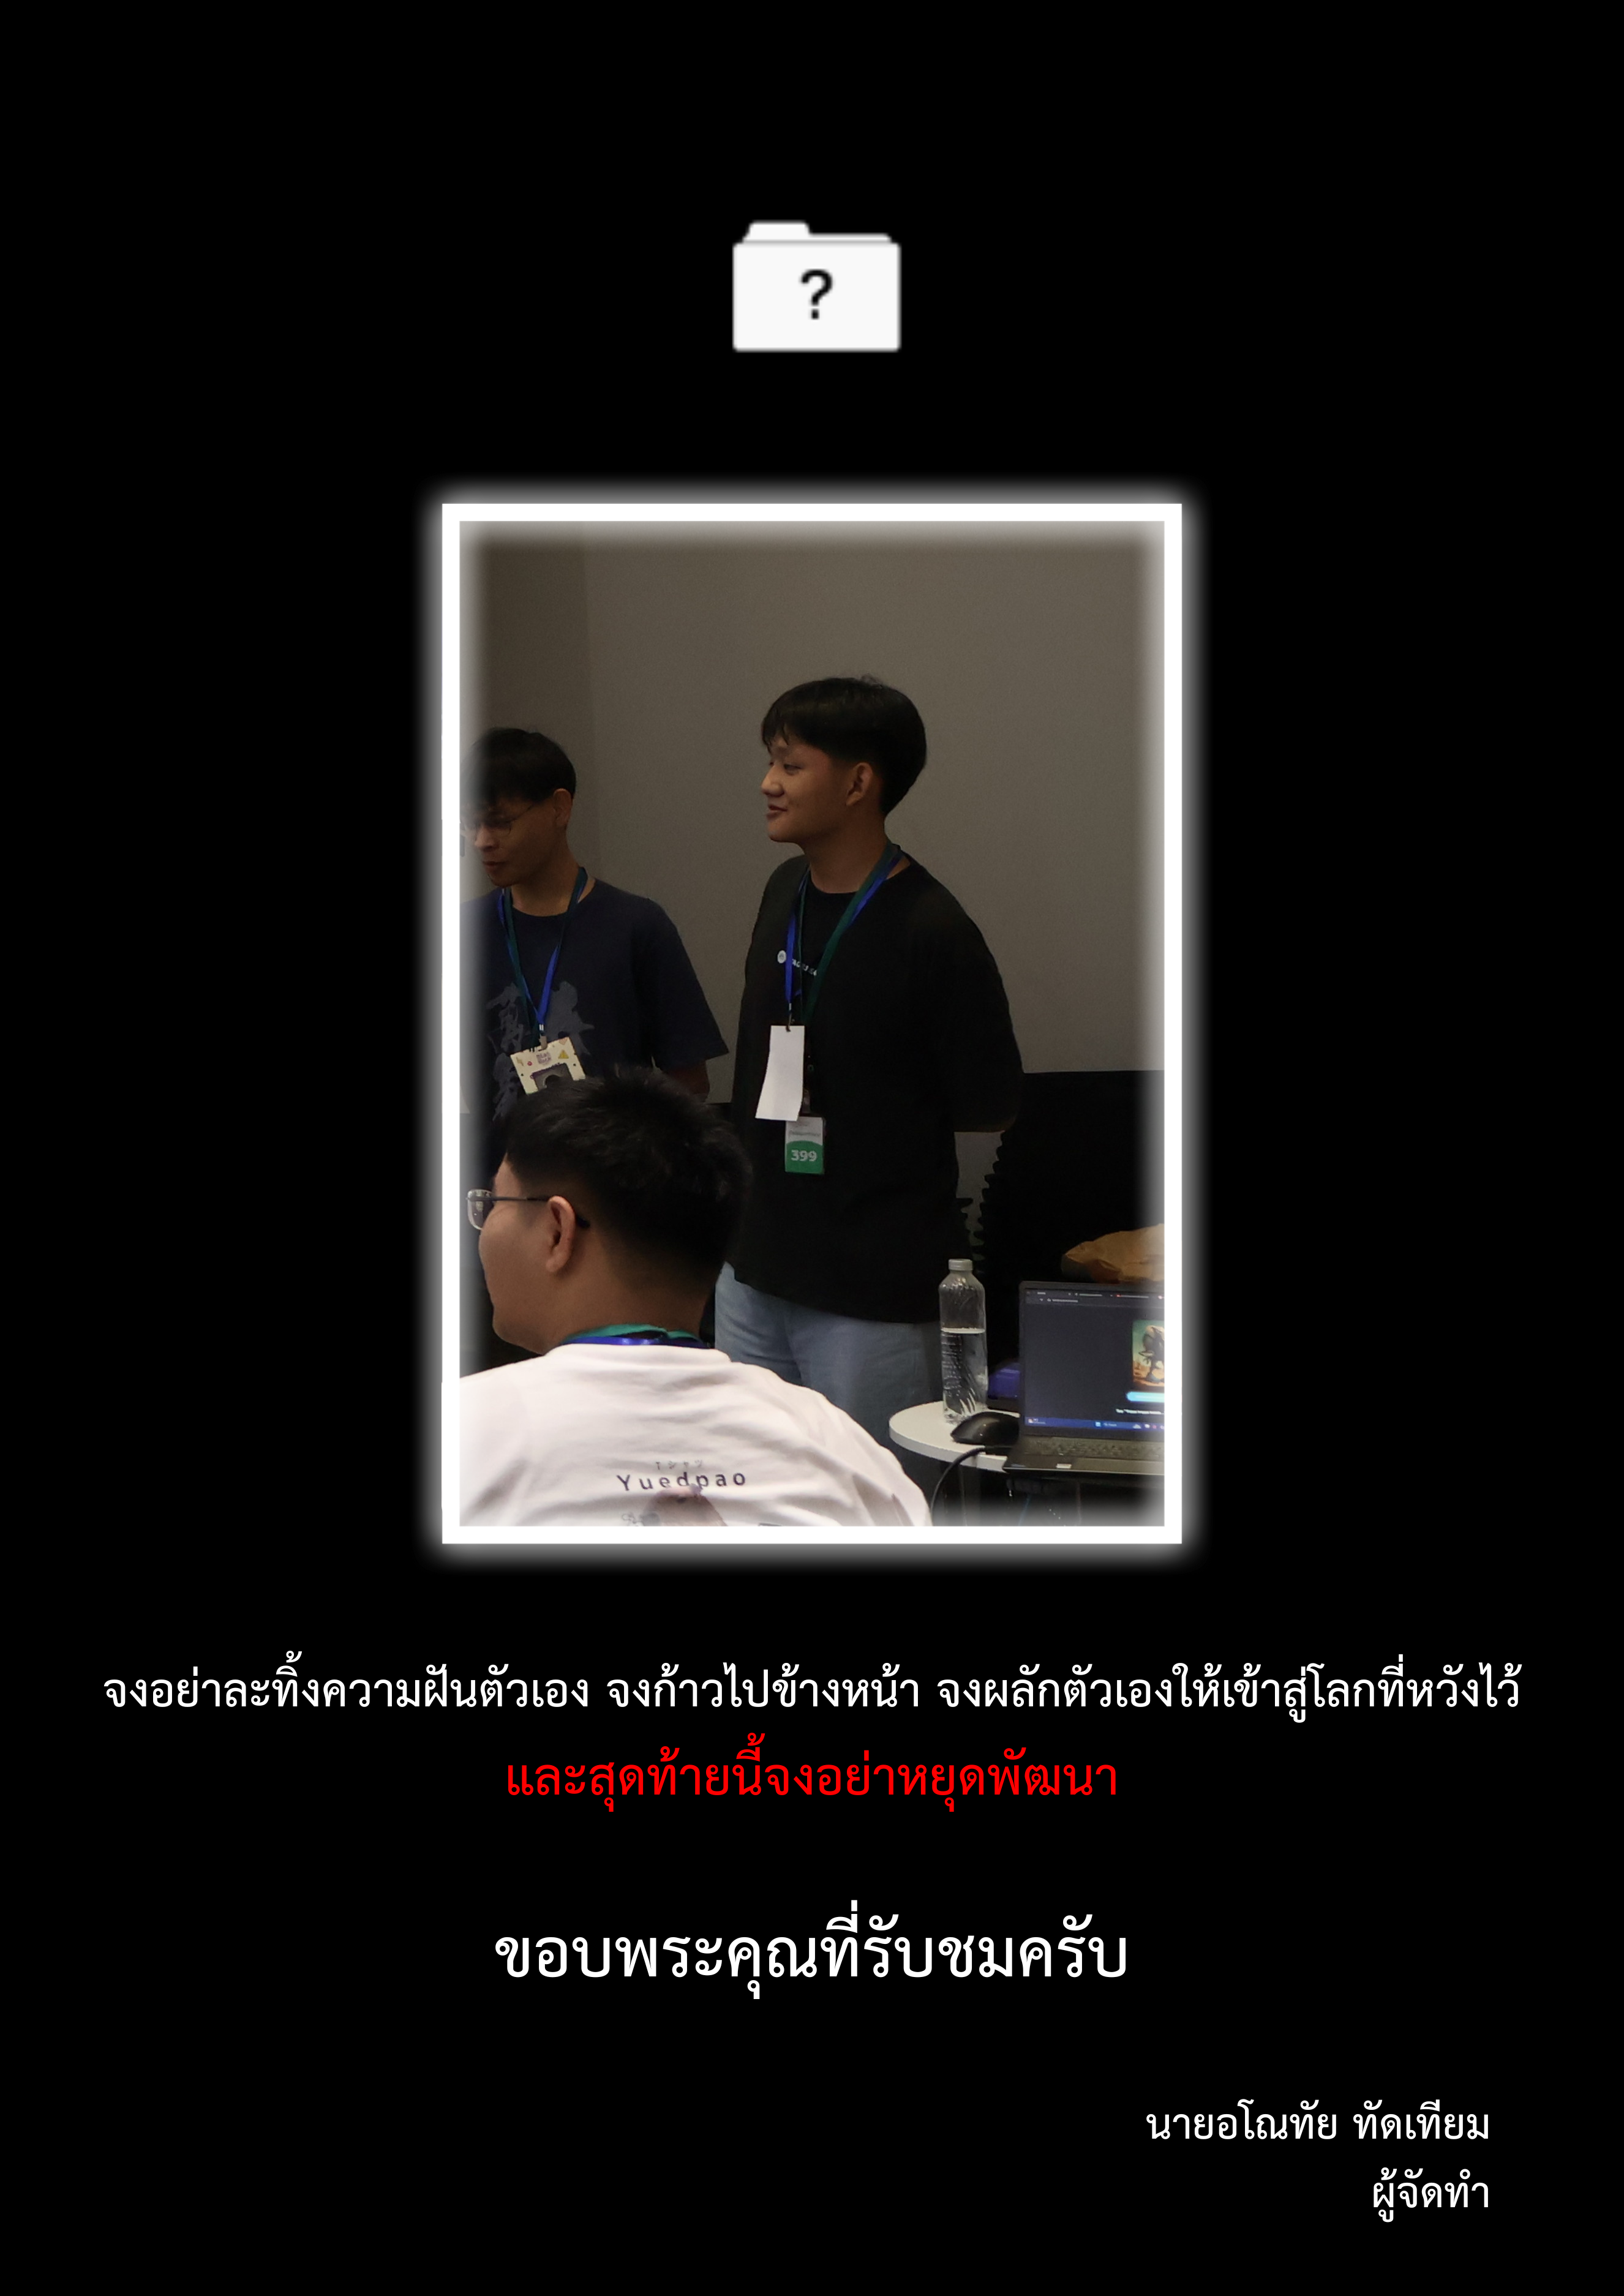 ?
399
Yuedpao
จงอย่าละทิ้งความฝันตัวเอง จงก้าวไปข้างหน้า จงผลักตัวเองให้เข้าสู่โลกที่หวังไว้
และสุดท้ายนี้จงอย่าหยุดพัฒนา
ขอบพระคุณที่รับชมครับ
นายอโณทัย ทัดเทียม
ผู้จัดทำ